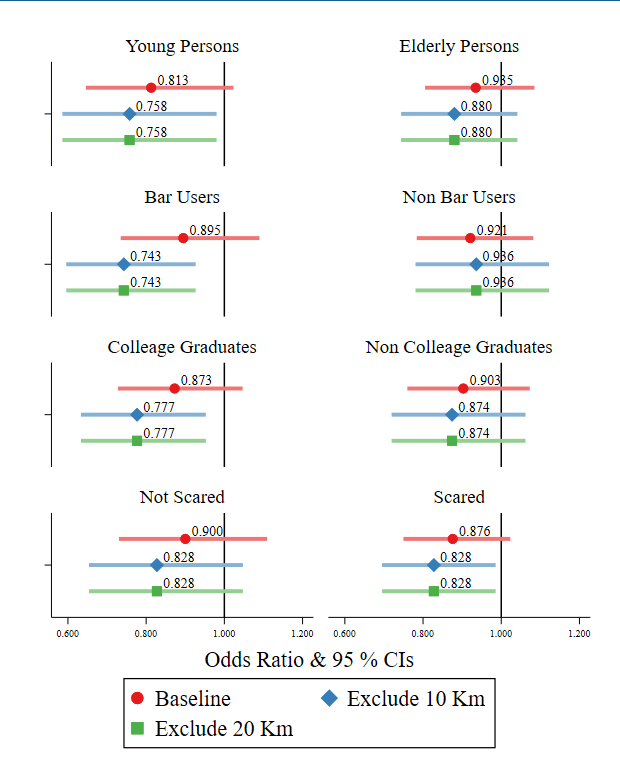 Young Persons
Elderly Persons
0.813
0.935
0.758
0.880
0.758
0.880
Bar Users
Non Bar Users
0.895
0.921
0.743
0.936
0.743
0.936
Colleage Graduates
Non Colleage Graduates
0.873
0.903
0.777
0.874
0.777
0.874
Not Scared
Scared
0.900
0.876
0.828
0.828
0.828
0.828
0.600 0.800 1.000 1.200
0.600 0.800 1.000 1.200
Odds Ratio & 95 % CIs
Baseline
Exclude 10 Km
Exclude 20 Km